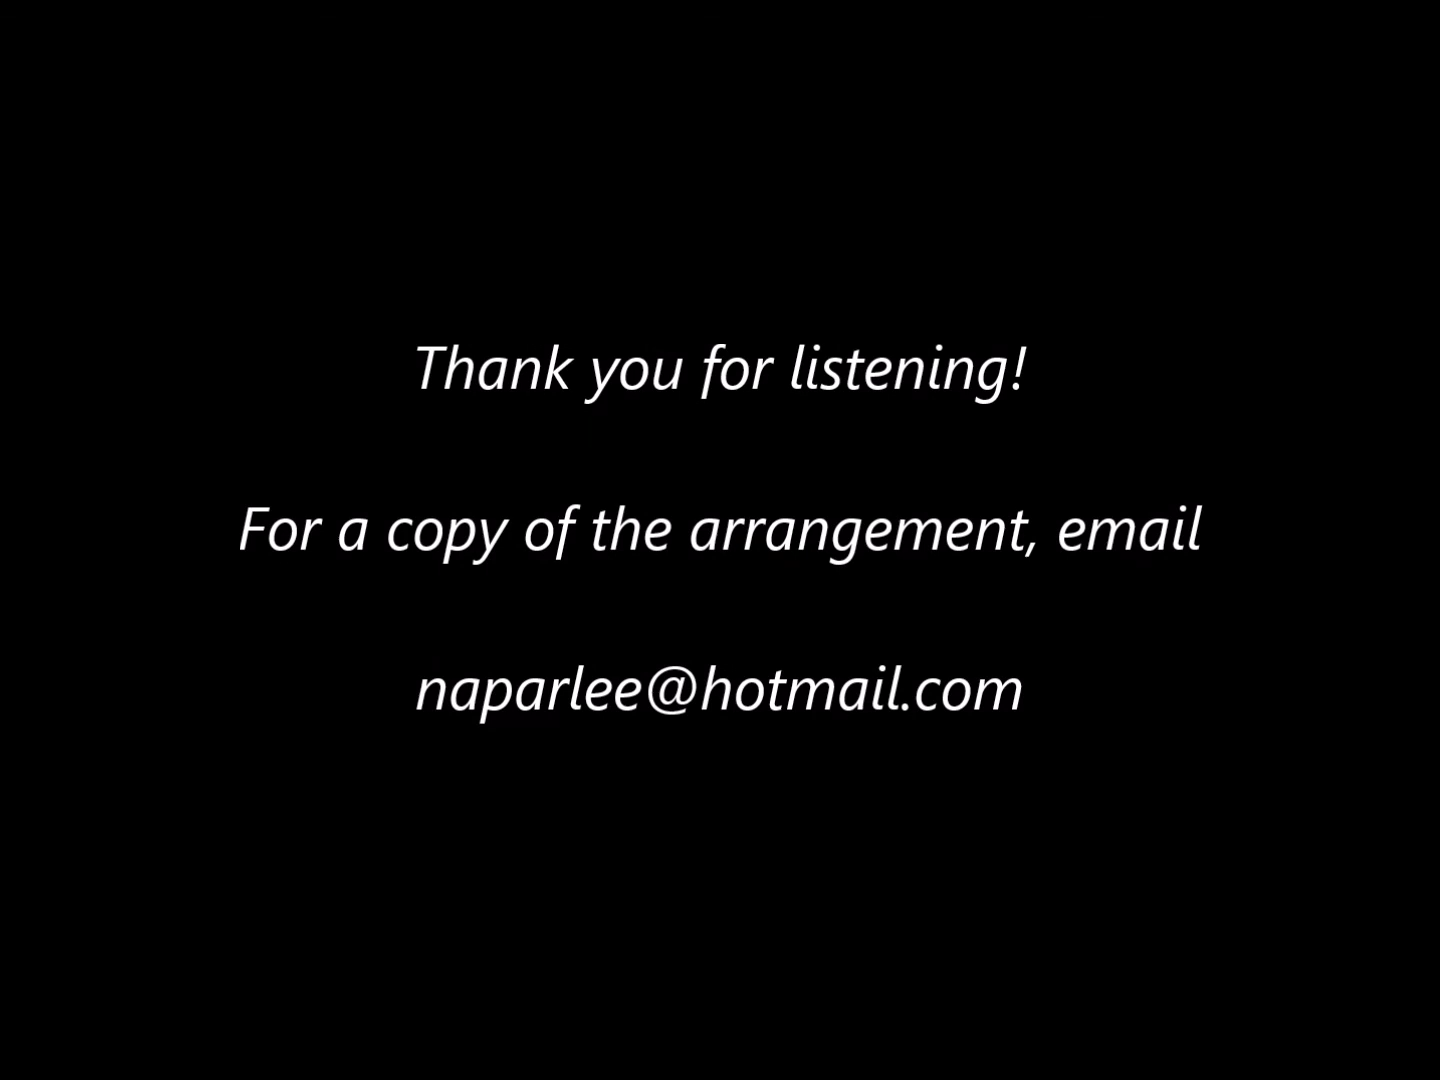 Thank you for listening!
For a copy of the arrangement, email
naparlee@hotmail.com